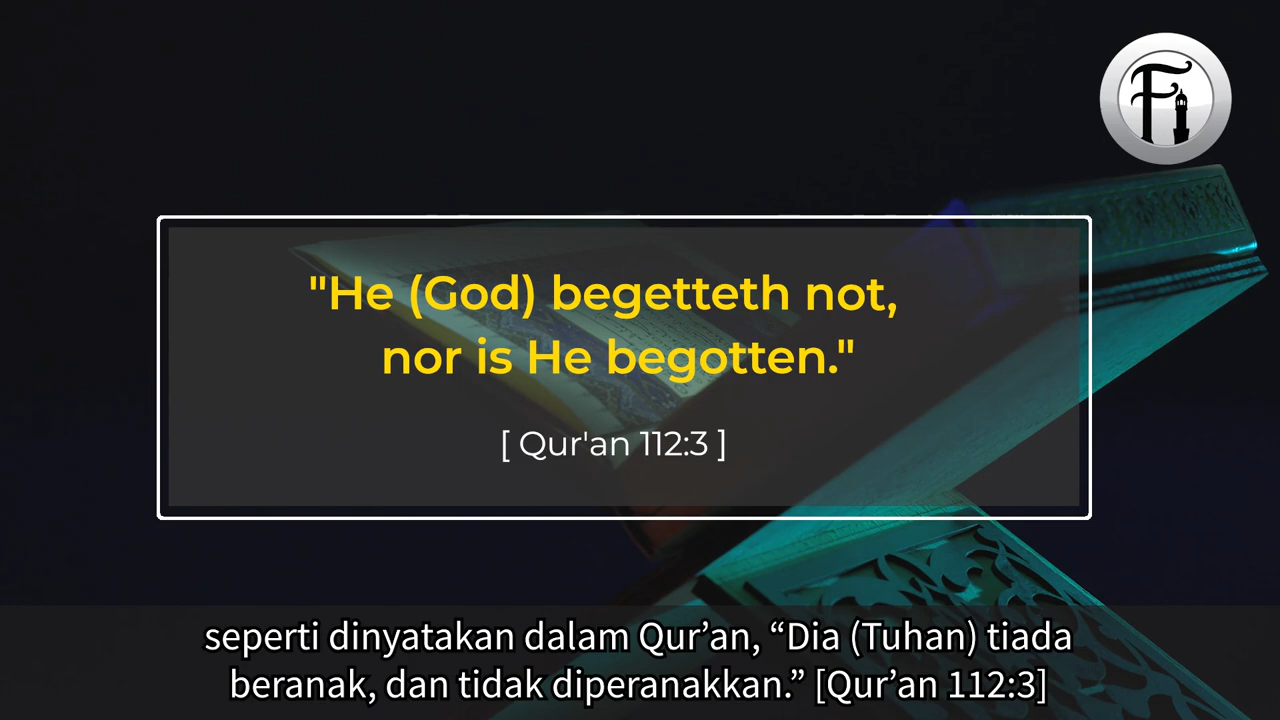 Fi
"He (God) begetteth not,
nor is He begotten."
[ Qur'an 112:3 ]
seperti dinyatakan dalam Qur’an, “Dia (Tuhan) tiada
beranak, dan tidak diperanakkan.” [Qur’an 112:3]